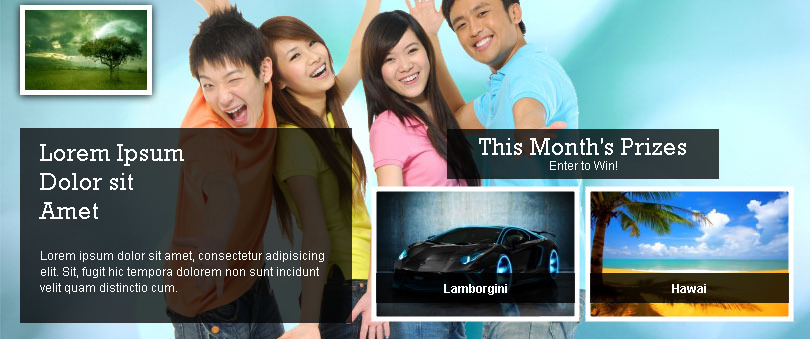 Lorem Ipsum
Dolor sit
Amet
Lorem ipsum dolor sit amet, consectetur adipisicing
elit. Sit, fugit hic tempora dolorem non sunt incidunt
velit quam distinctio cum.
This Month's Prizes
Enter to Win!
Lamborgini
Hawai